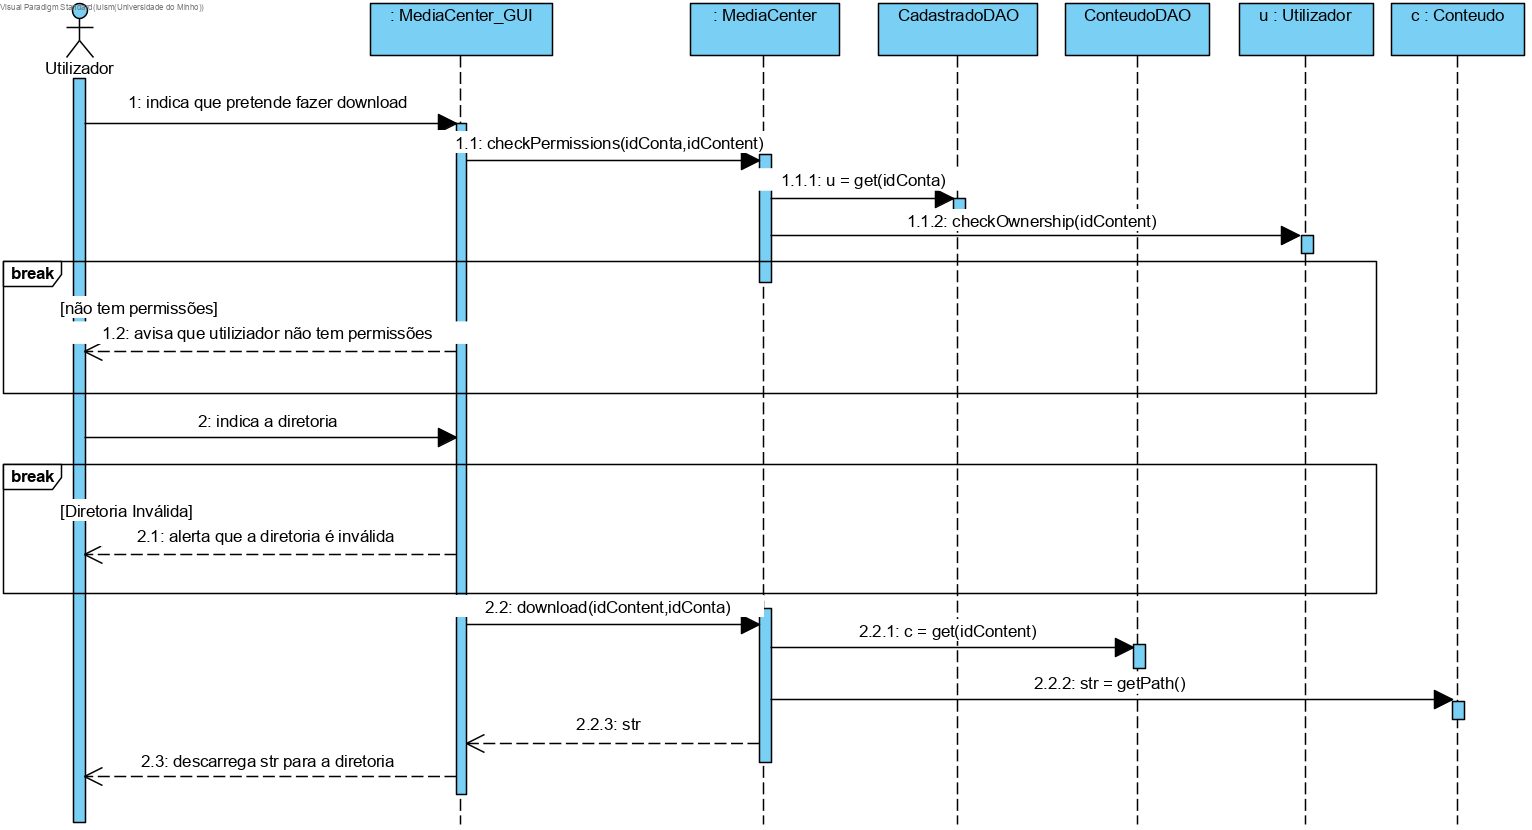 Visual Paradigm Standard(luism(Universidade do Minho))
Utilizador
: MediaCenter_GUI
: MediaCenter
CadastradoDAO
ConteudoDAO
u : Utilizador
c : Conteudo
1: indica que pretende fazer download
1.1: checkPermissions(idConta,idContent)
1.1.1: u = get(idConta)
1.1.2: checkOwnership(idContent)
break
[não tem permissões]
1.2: avisa que utiliziador não tem permissões
2: indica a diretoria
break
[Diretoria Inválida]
2.1: alerta que a diretoria é inválida
2.2: download(idContent,idConta)
2.2.1: c = get(idContent)
2.2.2: str = getPath()
2.2.3: str
2.3: descarrega str para a diretoria